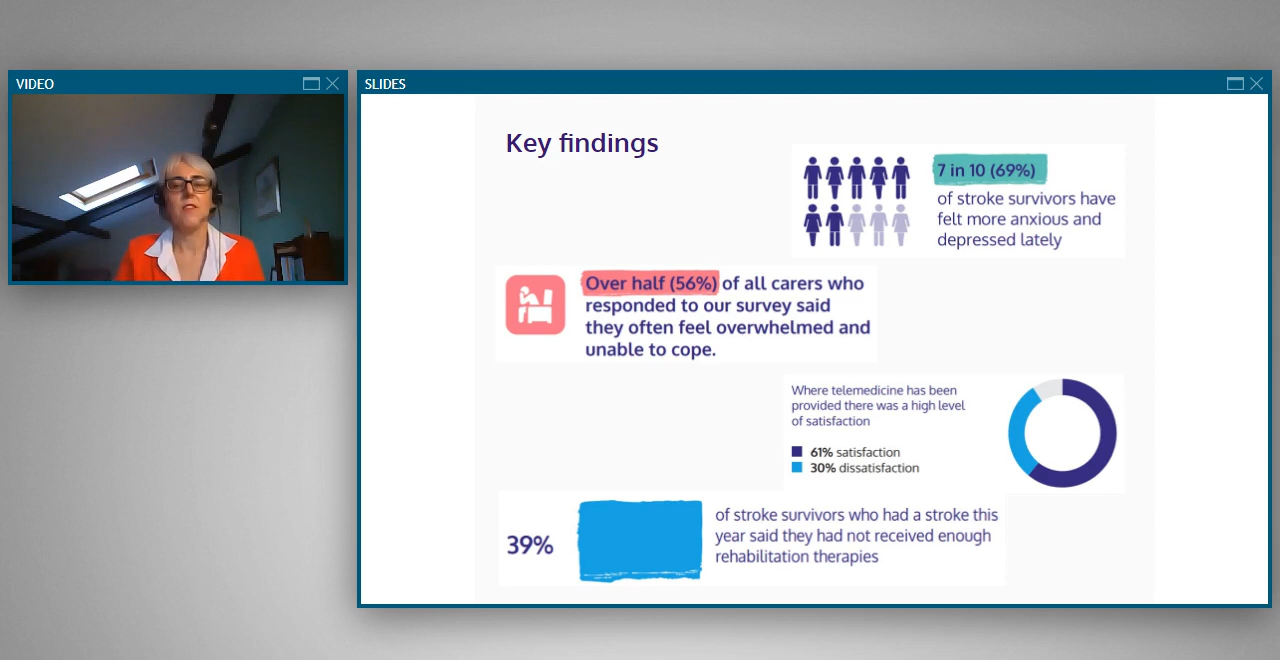 VIDEO
SLIDES
Key findings
7 in 10 (69%)
of stroke survivors have
felt more anxious and
depressed lately
Over half (56%) of all carers who
responded to our survey said
they often feel overwhelmed and
unable to cope.
Where telemedicine has been
provided there was a high level
of satisfaction
61% satisfaction
30% dissatisfaction
39%
of stroke survivors who had a stroke this
year said they had not received enough
rehabilitation therapies